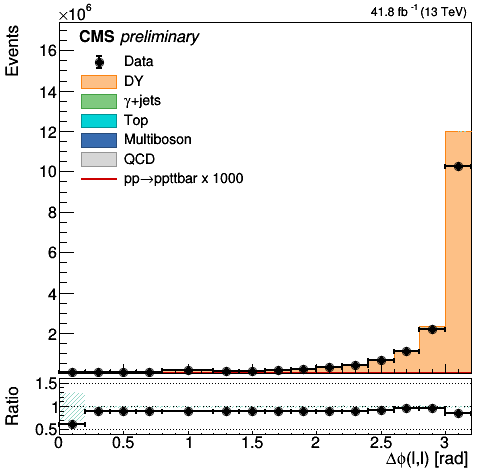 ×10⁶
41.8 fb⁻¹ (13 TeV)
Events
CMS preliminary
Data
DY
γ+jets
Top
Multiboson
QCD
pp→ppttbar x 1000
16
14
12
10
8
6
4
2
Ratio
1.5
1
0.5
0 0.5 1 1.5 2 2.5 3
Δϕ(l,l) [rad]